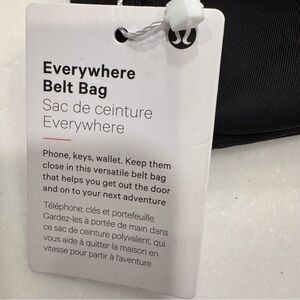 Everywhere
Belt Bag
Sac de ceinture
Everywhere
Phone, keys, wallet. Keep them
close in this versatile belt bag
that helps you get out the door
and on to your next adventure
Téléphone, clés et portefeuille.
Gardez-les à portée de main dans
ce sac de ceinture polyvalent, qui
vous aide à quitter la maison en
vitesse pour partir à l'aventure